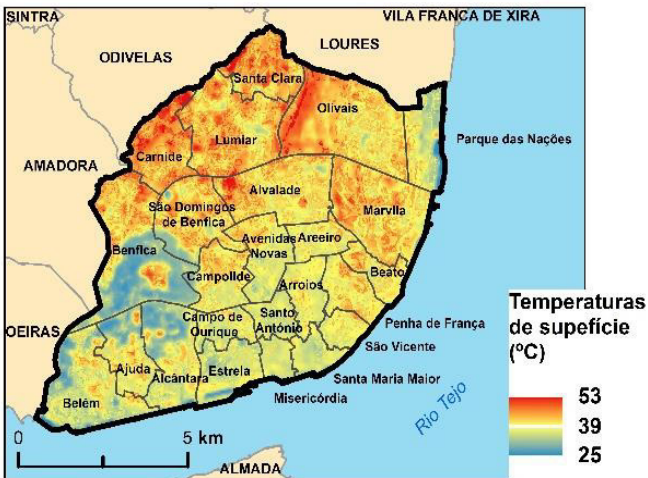 SINTRA
VILA FRANCA DE XIRA
ODIVELAS
LOURES
Santa Clara
Olivais
Lumiar
Parque das Nações
Carnide
AMADORA
Alvalade
São Domingos
de Benfica
Marvila
Benfica
Avenidas
Novas
Areeiro
Campolide
Beato
Arroios
OEIRAS
Campo de
Ourique
Santo
António
Penha de França
São Vicente
Ajuda
Alcântara
Estrela
Santa Maria Maior
Belém
Misericórdia
Rio Tejo
0
5 km
ALMADA
Temperaturas
de supefície
(ºC)
53
39
25